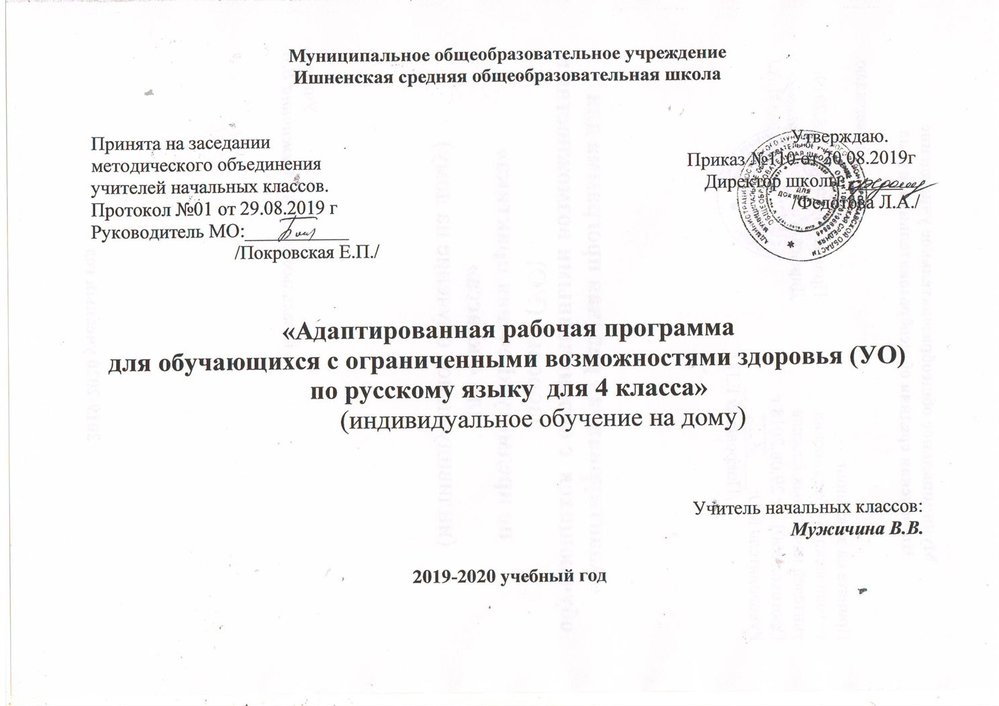 Муниципальное общеобразовательное учреждение
Ишненская средняя общеобразовательная школа
Принята на заседании
методического объединения
учителей начальных классов.
Протокол №01 от 29.08.2019 г
Руководитель МО:___________
/Покровская Е.П./
Утверждаю.
Приказ №110 от 30.08.2019г
Директор школы:
/Федотова Л.А./
ДЛЯ
ДОКУМЕНТОВ
«Адаптированная рабочая программа
для обучающихся с ограниченными возможностями здоровья (УО)
по русскому языку для 4 класса»
(индивидуальное обучение на дому)
Учитель начальных классов:
Мужичина В.В.
2019-2020 учебный год